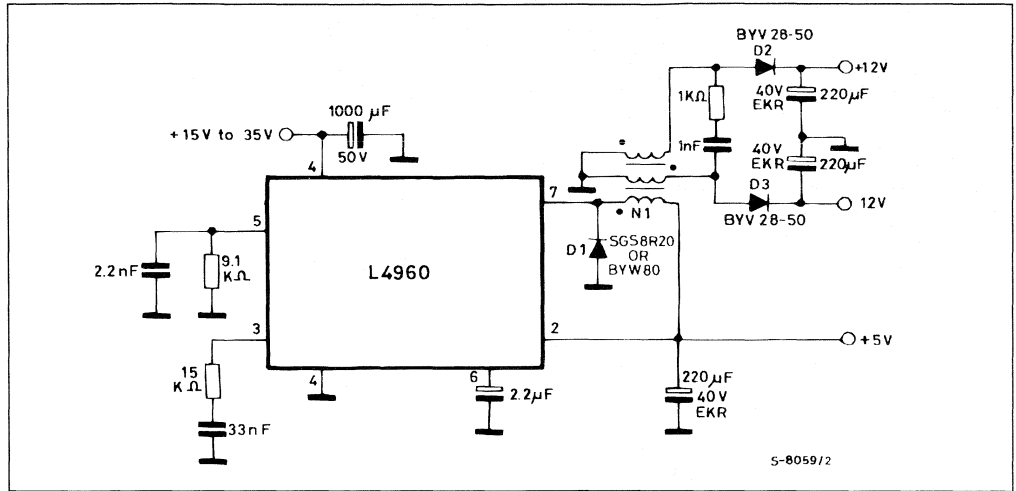 BYV 28-50
D2
+12V
40V
EKR
220µF
1KΩ
1000 µF
+15V to 35V
50V
4
1nF
40V
EKR
220µF
7
D3
12V
N1
BYV 28-50
5
D1
SGS8R20
OR
BYW80
2.2nF
9.1
KΩ
L4960
3
2
+5V
15
KΩ
4
6
2.2µF
220µF
40V
EKR
33nF
S-8059/2